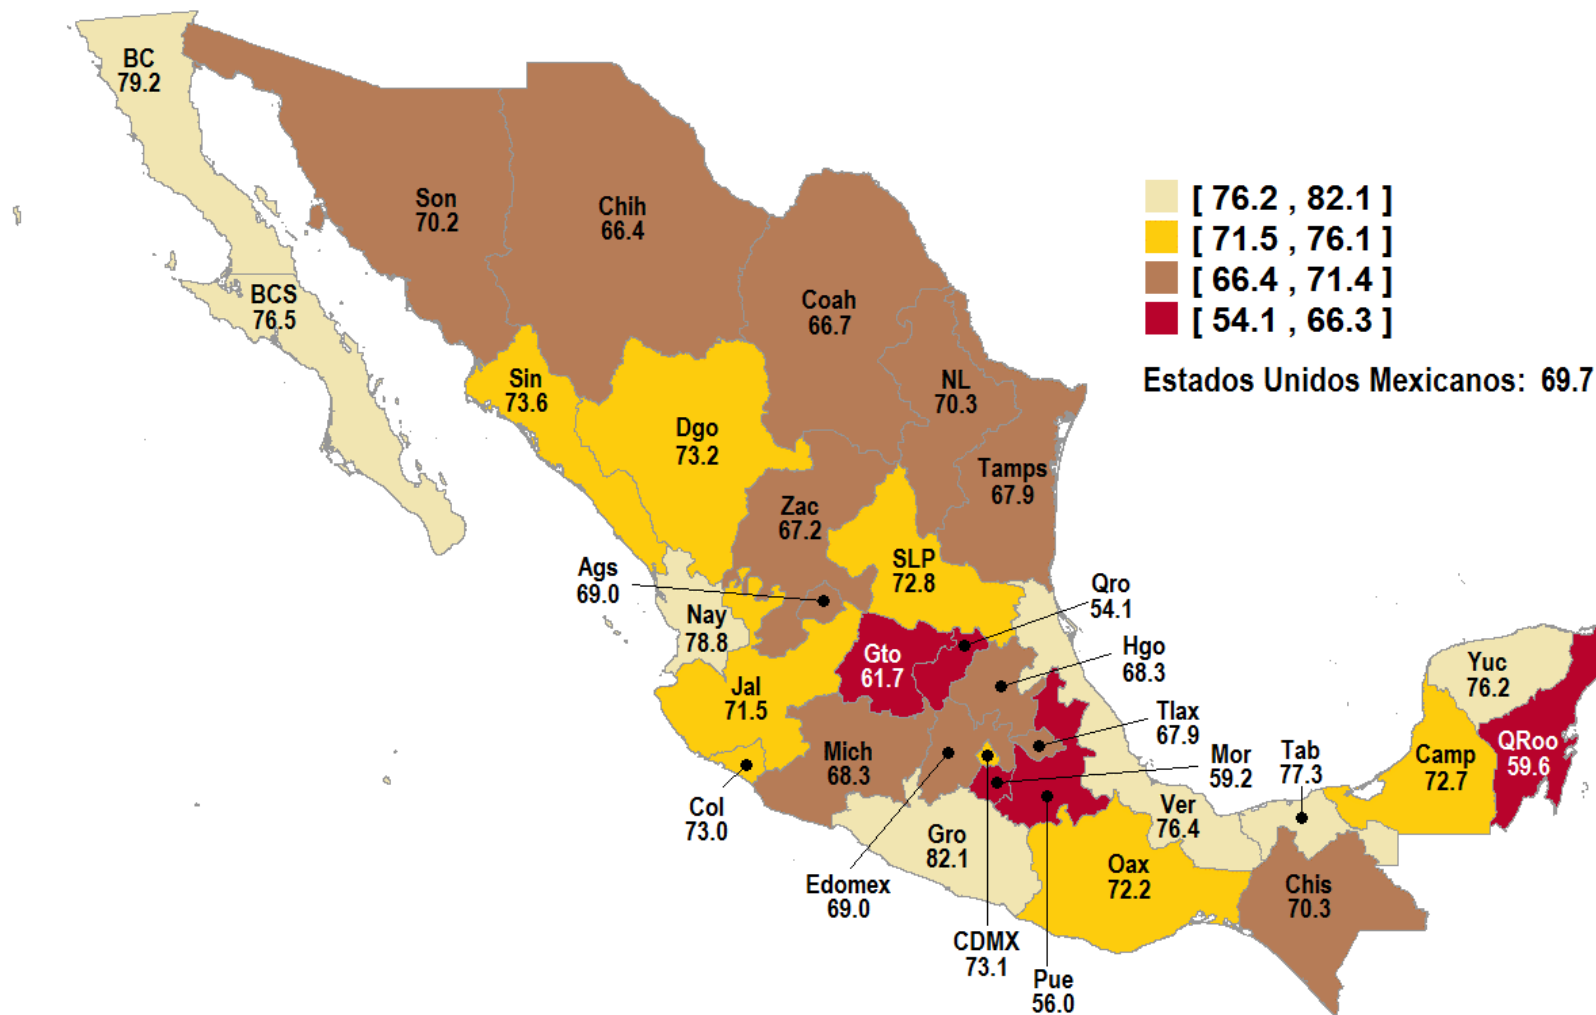 BC
79.2
BCS
76.5
Son
70.2
Chih
66.4
Coah
66.7
[ 76.2 , 82.1 ]
[ 71.5 , 76.1 ]
[ 66.4 , 71.4 ]
[ 54.1 , 66.3 ]
Estados Unidos Mexicanos: 69.7
Sin
73.6
Dgo
73.2
NL
70.3
Tamps
67.9
Zac
67.2
SLP
72.8
Ags
69.0
Nay
78.8
Jal
71.5
Gto
61.7
Qro
54.1
Hgo
68.3
Tlax
67.9
Mor
59.2
Tab
77.3
Yuc
76.2
QRoo
59.6
Camp
72.7
Mich
68.3
Col
73.0
Gro
82.1
Ver
76.4
Oax
72.2
Chis
70.3
Edomex
69.0
CDMX
73.1
Pue
56.0